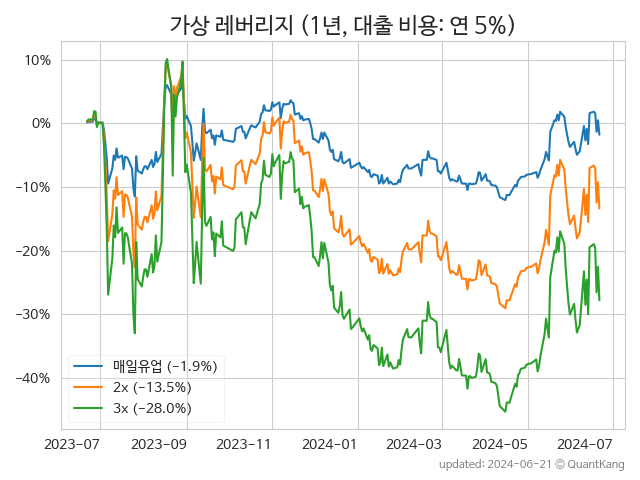 가상 레버리지 (1년, 대출 비용: 연 5%)
10%
0%
−10%
−20%
−30%
−40%
매일유업 (−1.9%)
2x (−13.5%)
3x (−28.0%)
2023-07 2023-09 2023-11 2024-01 2024-03 2024-05 2024-07
updated: 2024-06-21 © QuantKang